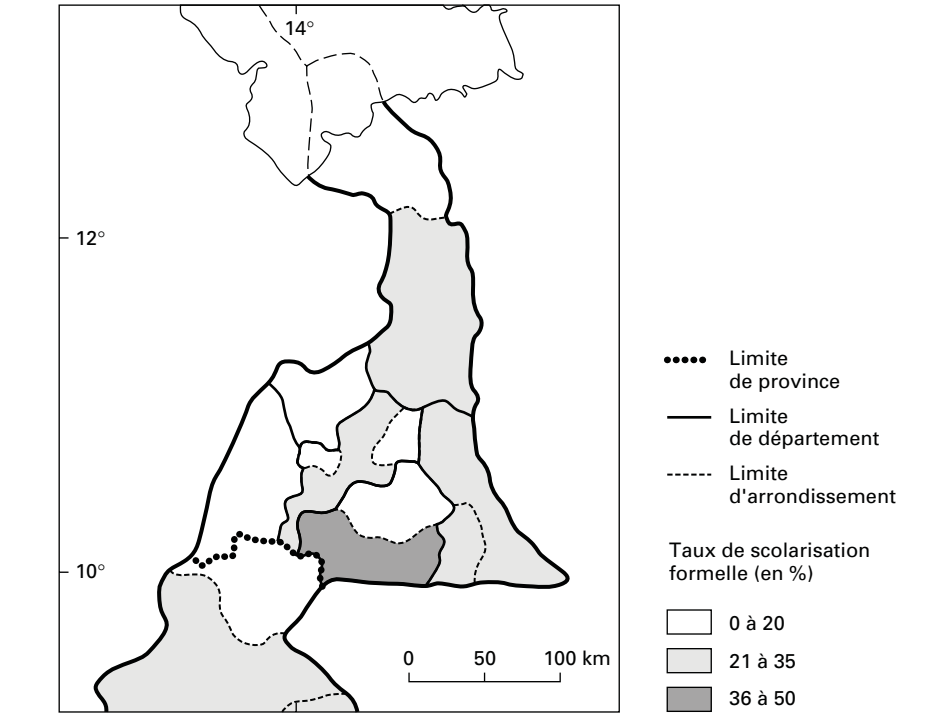 14°
12°
10°
0 50 100 km
Limite
de province
Limite
de département
Limite
d'arrondissement
Taux de scolarisation
formelle (en %)
0 à 20
21 à 35
36 à 50